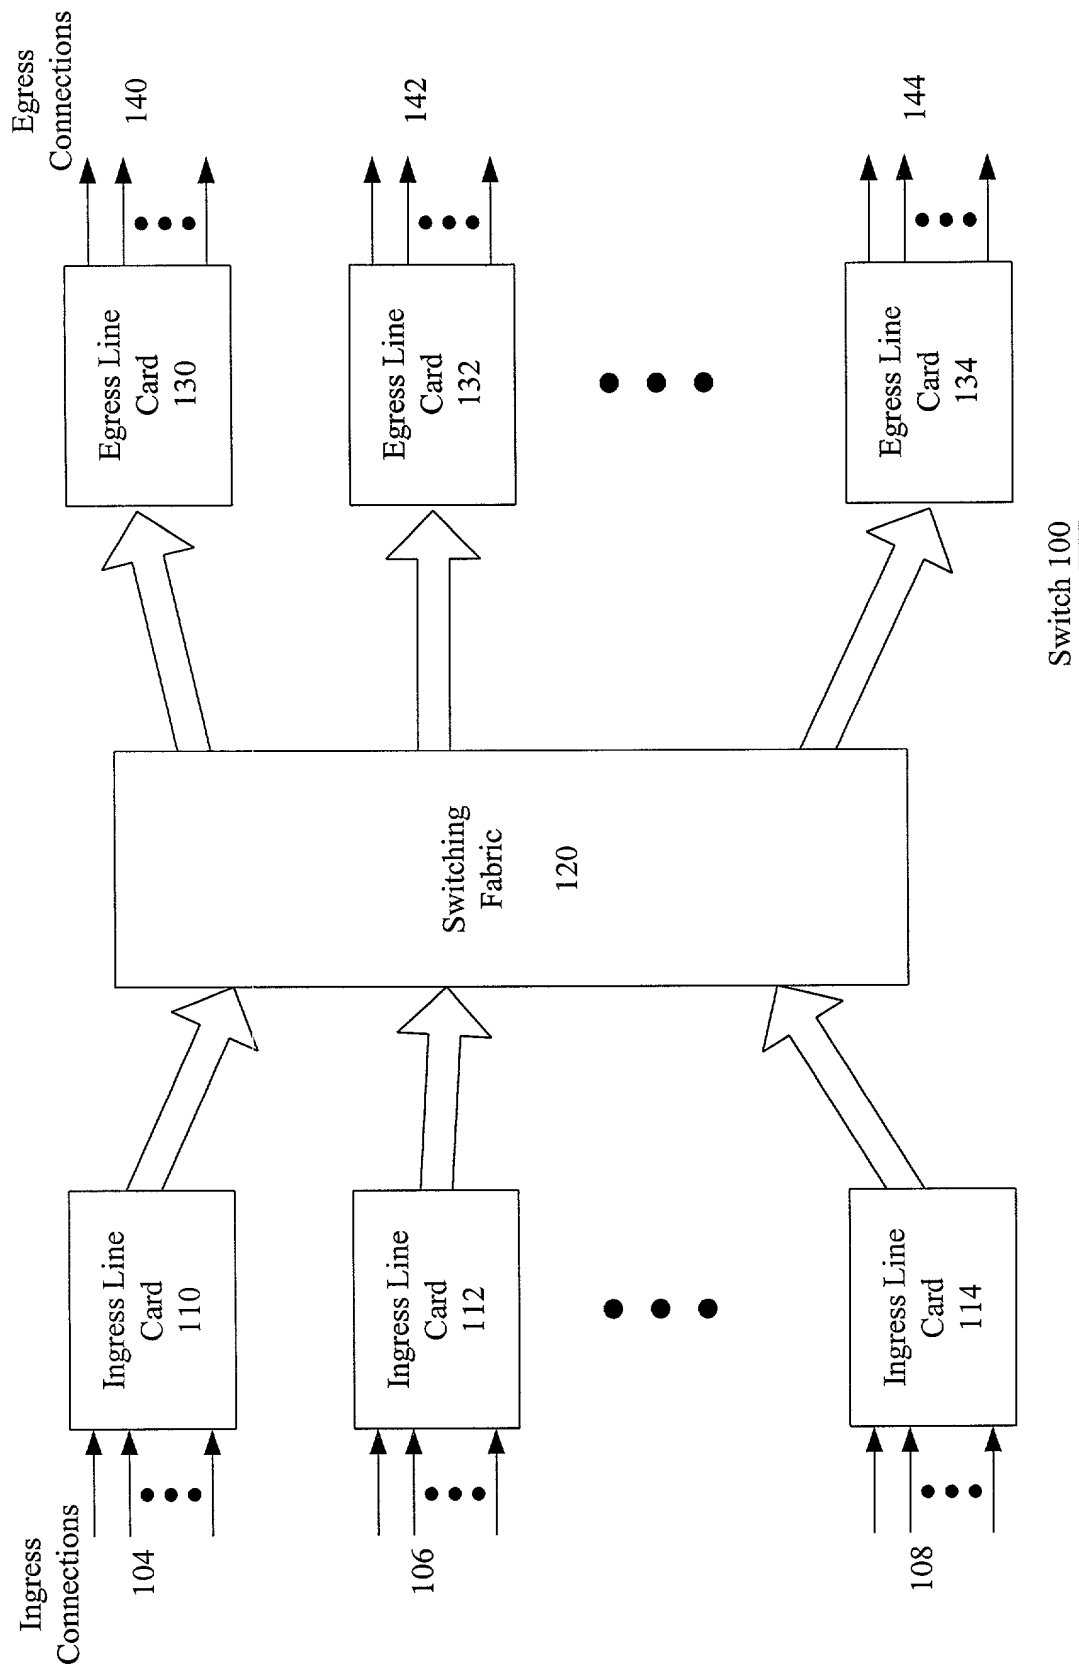 Ingress
Connections
104
Ingress Line
Card
110
106
Ingress Line
Card
112
108
Ingress Line
Card
114
Switching
Fabric
120
Egress Line
Card
130
Egress Line
Card
132
Egress Line
Card
134
Egress
Connections
140
142
144
Switch 100